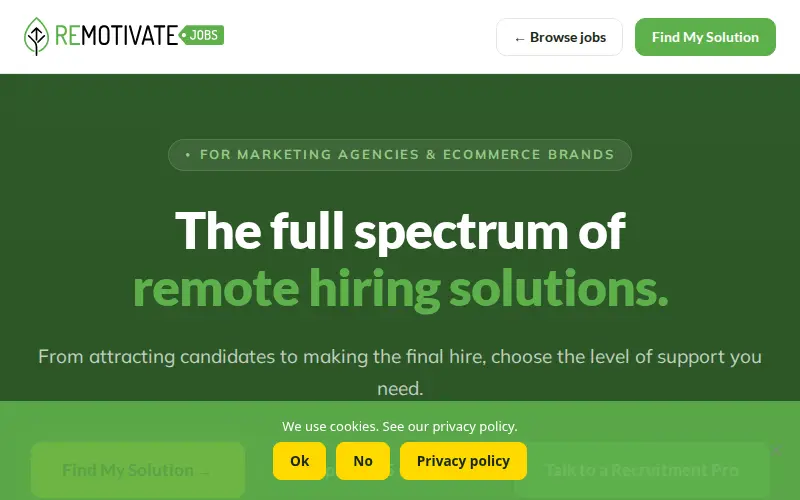 REMOTIVATE JOBS
← Browse jobs
Find My Solution
• FOR MARKETING AGENCIES & ECOMMERCE BRANDS
The full spectrum of
remote hiring solutions.
From attracting candidates to making the final hire, choose the level of support you
need.
We use cookies. See our privacy policy.
Ok
No
Privacy policy
Find My Solution →
Talk to a Recruitment Pro